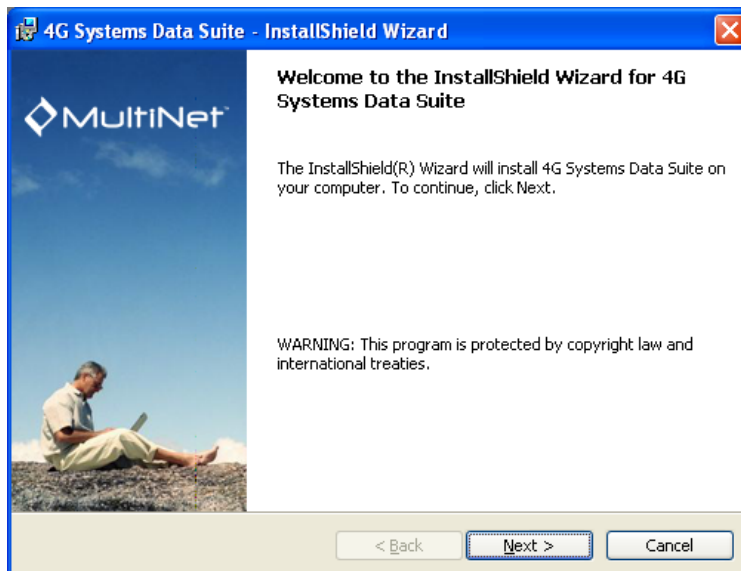 4G Systems Data Suite - InstallShield Wizard
MultiNet™
Welcome to the InstallShield Wizard for 4G
Systems Data Suite
The InstallShield(R) Wizard will install 4G Systems Data Suite on
your computer. To continue, click Next.
WARNING: This program is protected by copyright law and
international treaties.
< Back
Next >
Cancel